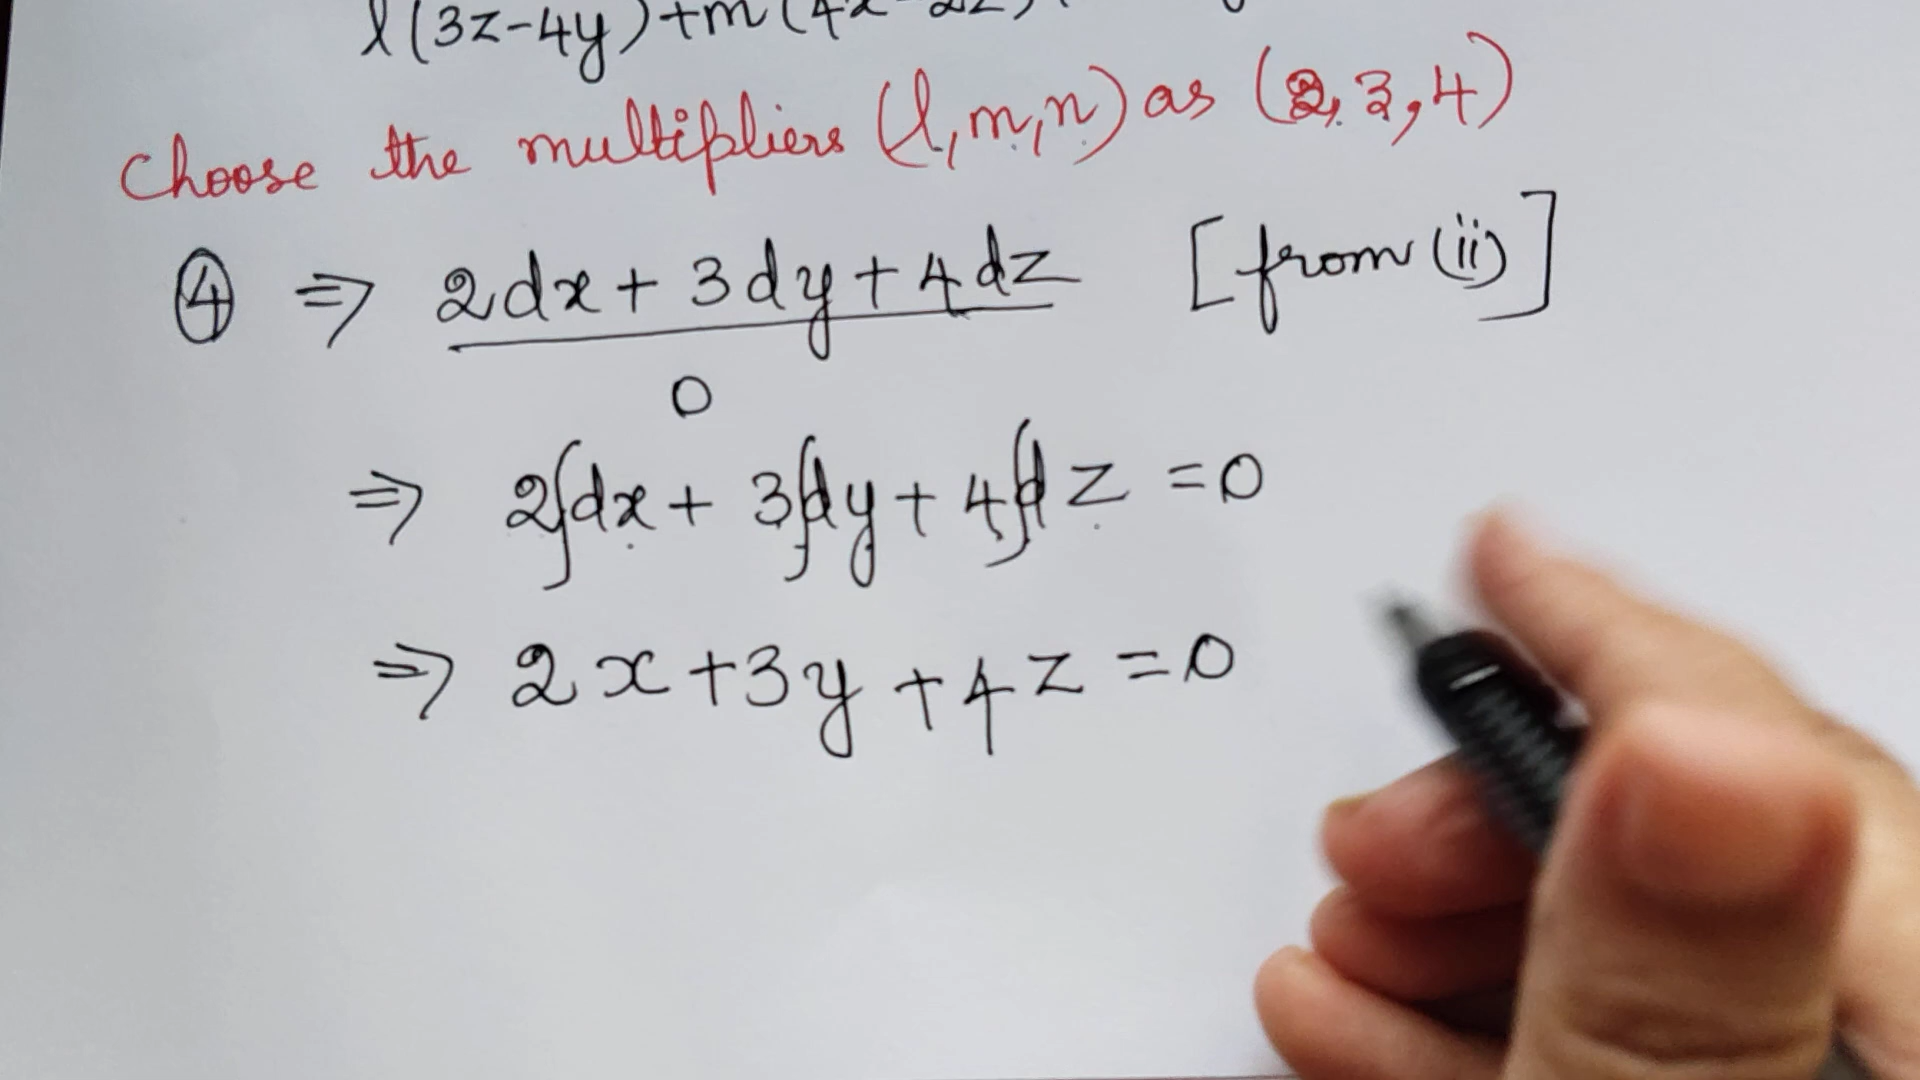 l(3z-4y)+m(4x-2z)
Choose the multipliers (l,m,n) as (2,3,4)
④ ⇒ 2dx + 3dy + 4dz [from (ii)]
0
⇒ 2∫dx + 3∫dy + 4∫dz = 0
⇒ 2x + 3y + 4z = 0